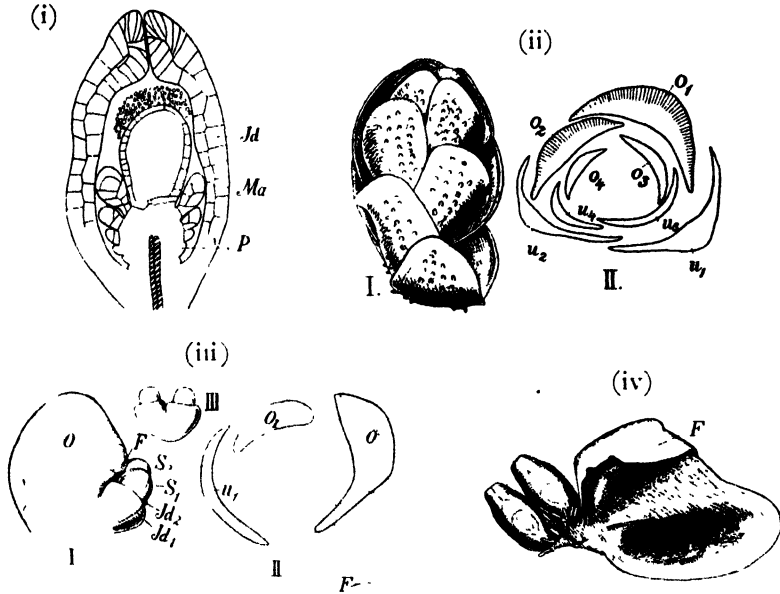 (i)
Jd
Ma
P
(ii)
O1
O2
O3
O4
u4
u3
u2
u1
I.
II.
(iii)
O
F
S1
Jd2
Jd1
I
III
O2
u1
O
II
F
(iv)
F